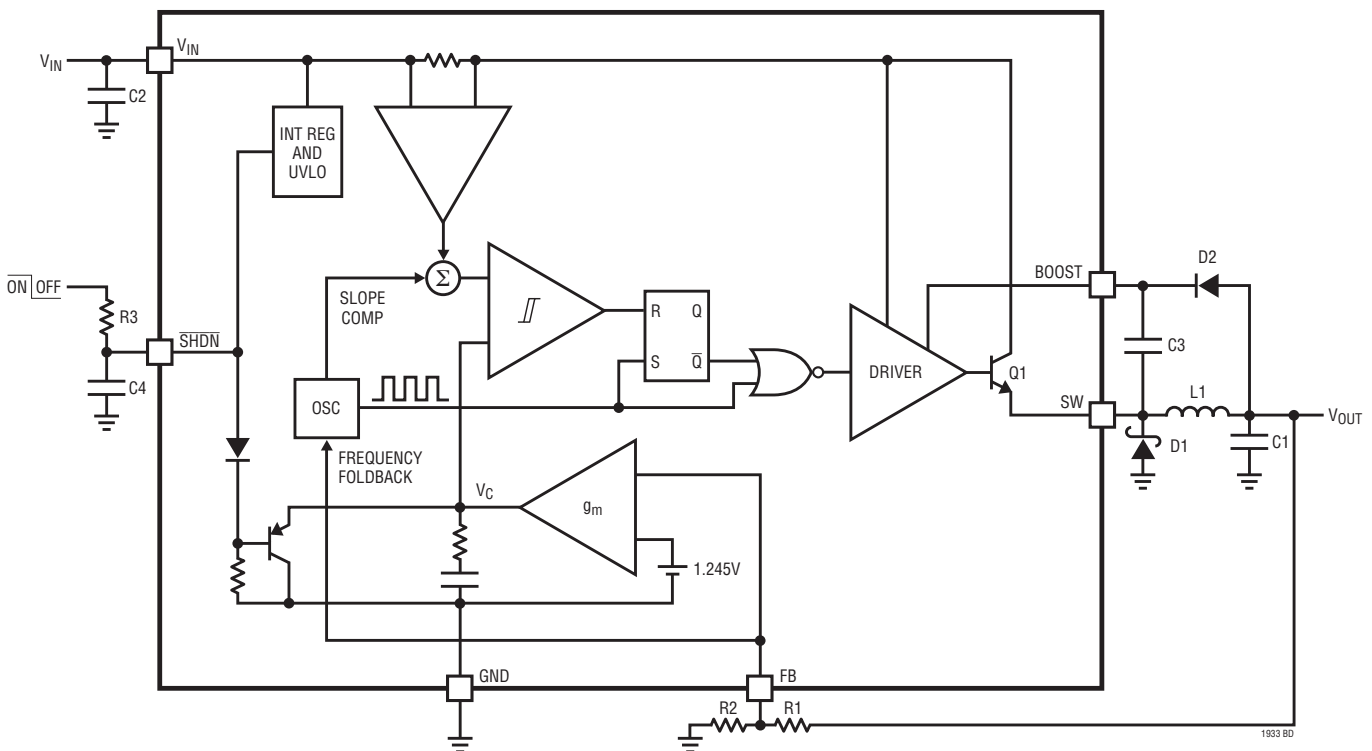 V_IN
V_IN
C2
INT REG
AND
UVLO
Σ
SLOPE
COMP
ON OFF
R3
SHDN
C4
OSC
FREQUENCY
FOLDBACK
V_C
g_m
1.245V
R Q
S Q
DRIVER
Q1
BOOST
D2
C3
SW
L1
V_OUT
D1
C1
GND
FB
R2
R1
1933 BD